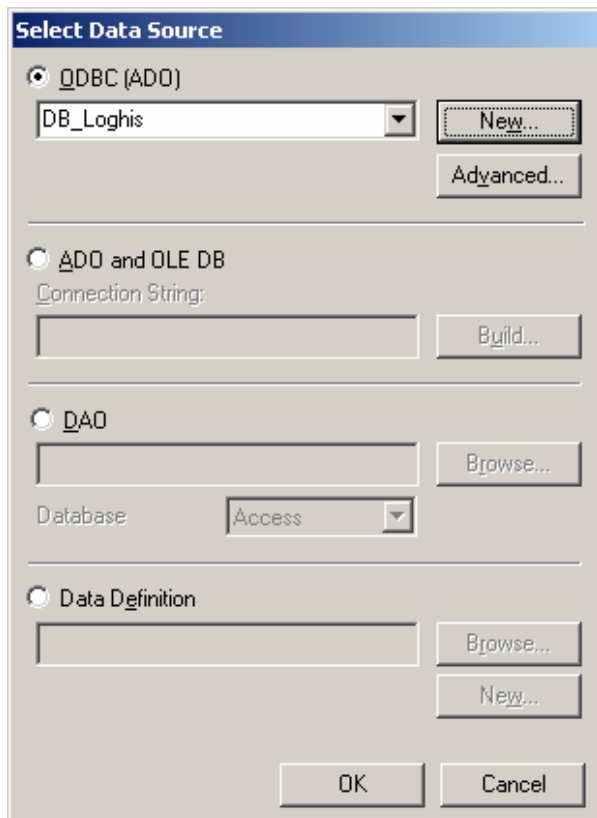 Select Data Source
ODBC (ADO)
DB_Loghis
New...
Advanced...
ADO and OLE DB
Connection String:
Build...
DAO
Browse...
Database
Access
Data Definition
Browse...
New...
OK
Cancel